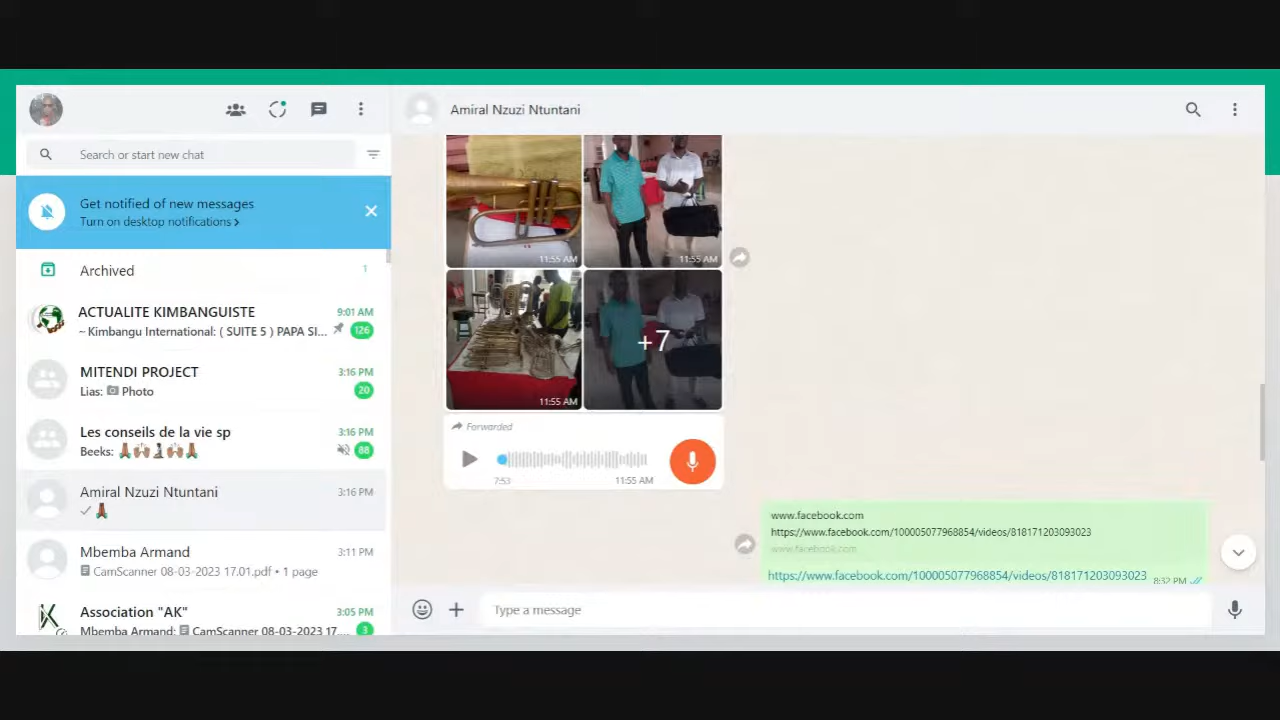 Amiral Nzuzi Ntuntani
Search or start new chat
Get notified of new messages
Turn on desktop notifications >
Archived
1
ACTUALITE KIMBANGUISTE
9:01 AM
~ Kimbangu International: ( SUITE 5 ) PAPA SI...
126
MITENDI PROJECT
3:16 PM
Lias: Photo
20
Les conseils de la vie sp
3:16 PM
Beeks: 🙏🏾🙌🏽🧎🏿‍♂️🙌🏽🙏🏾
88
Amiral Nzuzi Ntuntani
3:16 PM
🙏🏾
Mbemba Armand
3:11 PM
CamScanner 08-03-2023 17.01.pdf • 1 page
Association "AK"
3:05 PM
Mbemba Armand: CamScanner 08-03-2023 17....
3
11:55 AM
11:55 AM
11:55 AM
+7
Forwarded
7:53
11:55 AM
www.facebook.com
https://www.facebook.com/100005077968854/videos/818171203093023
www.facebook.com
https://www.facebook.com/100005077968854/videos/818171203093023
8:32 PM
Type a message